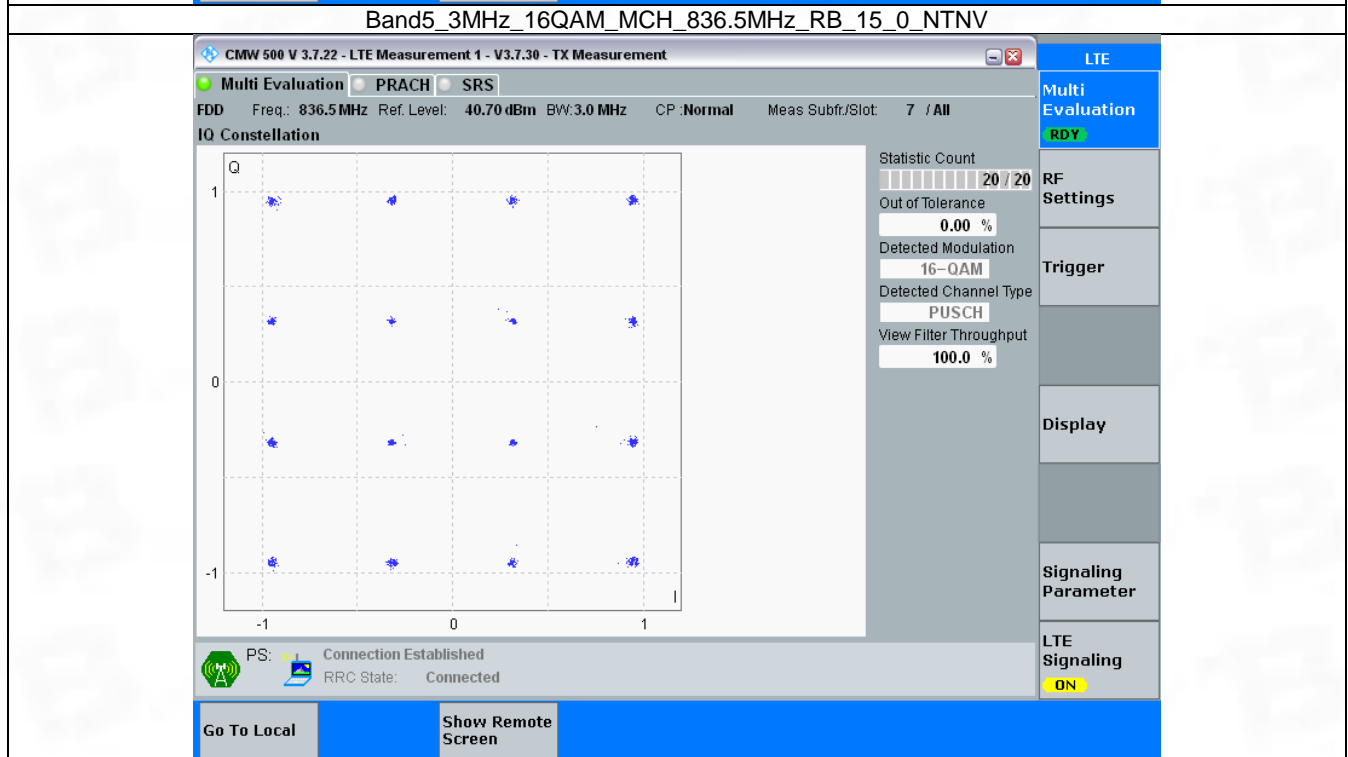 Band5_3MHz_16QAM_MCH_836.5MHz_RB_15_0_NTNV
CMW 500 V 3.7.22 - LTE Measurement 1 - V3.7.30 - TX Measurement
LTE
Multi Evaluation PRACH SRS
FDD Freq.: 836.5 MHz Ref. Level: 40.70 dBm BW: 3.0 MHz CP :Normal Meas Subfr./Slot: 7 / All
IQ Constellation
Q
1
0
-1
I
-1 0 1
Statistic Count
20 / 20
Out of Tolerance
0.00 %
Detected Modulation
16-QAM
Detected Channel Type
PUSCH
View Filter Throughput
100.0 %
Multi
Evaluation
RDY
RF
Settings
Trigger
Display
Signaling
Parameter
LTE
Signaling
ON
PS: Connection Established
RRC State: Connected
Go To Local
Show Remote
Screen